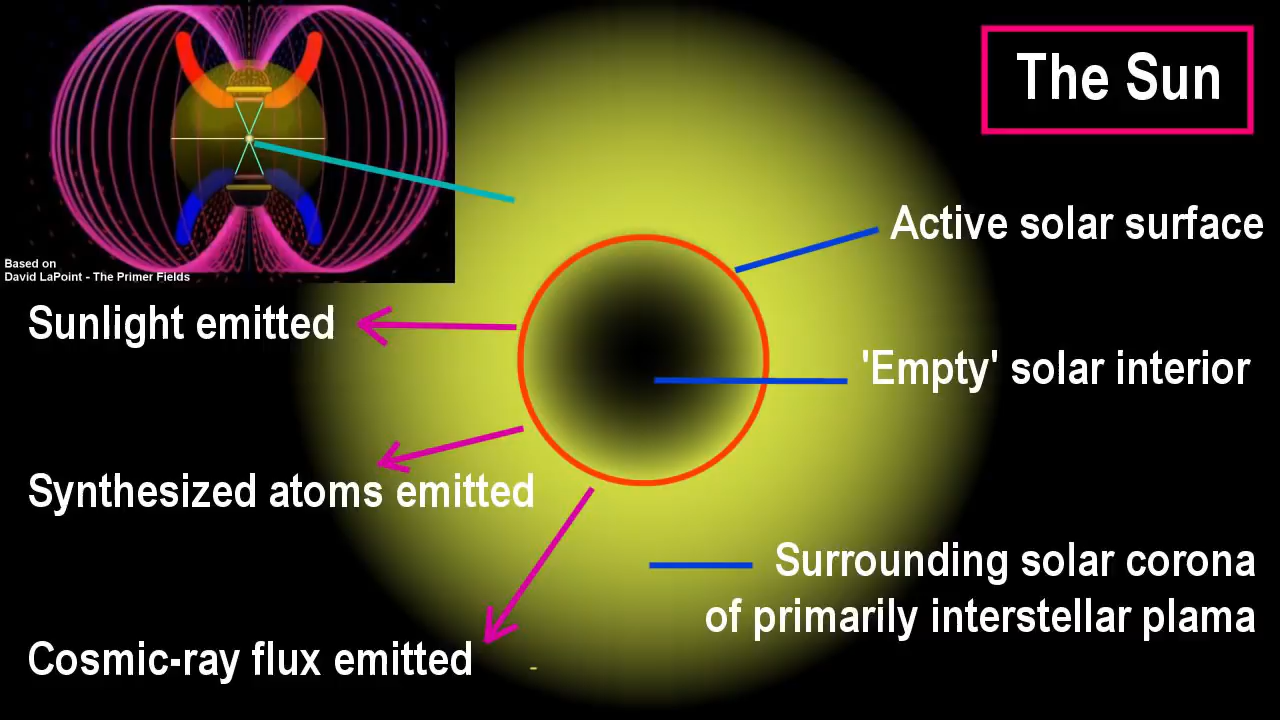 The Sun
Based on
David LaPoint - The Primer Fields
Active solar surface
Sunlight emitted
'Empty' solar interior
Synthesized atoms emitted
Surrounding solar corona
of primarily interstellar plama
Cosmic-ray flux emitted